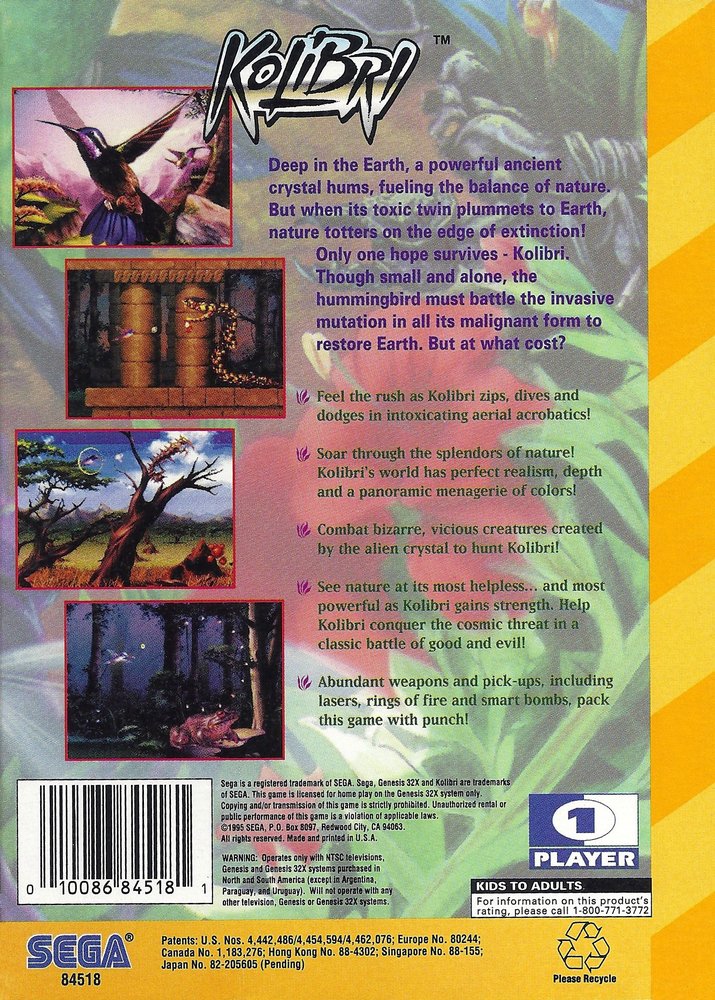 KOLIBRI™
Deep in the Earth, a powerful ancient
crystal hums, fueling the balance of nature.
But when its toxic twin plummets to Earth,
nature totters on the edge of extinction!
Only one hope survives - Kolibri.
Though small and alone, the
hummingbird must battle the invasive
mutation in all its malignant form to
restore Earth. But at what cost?
Feel the rush as Kolibri zips, dives and
dodges in intoxicating aerial acrobatics!
Soar through the splendors of nature!
Kolibri's world has perfect realism, depth
and a panoramic menagerie of colors!
Combat bizarre, vicious creatures created
by the alien crystal to hunt Kolibri!
See nature at its most helpless... and most
powerful as Kolibri gains strength. Help
Kolibri conquer the cosmic threat in a
classic battle of good and evil!
Abundant weapons and pick-ups, including
lasers, rings of fire and smart bombs, pack
this game with punch!
Sega is a registered trademark of SEGA. Sega, Genesis 32X and Kolibri are trademarks
of SEGA. This game is licensed for home play on the Genesis 32X system only.
Copying and/or transmission of this game is strictly prohibited. Unauthorized rental or
public performance of this game is a violation of applicable laws.
©1995 SEGA, P.O. Box 8097, Redwood City, CA 94063.
All rights reserved. Made and printed in U.S.A.
WARNING: Operates only with NTSC televisions,
Genesis and Genesis 32X systems purchased in
North and South America (except in Argentina,
Paraguay, and Uruguay). Will not operate with any
other television, Genesis or Genesis 32X systems.
0 10086 84518 1
1
PLAYER
KIDS TO ADULTS
For information on this product's
rating, please call 1-800-771-3772
SEGA®
84518
Patents: U.S. Nos. 4,442,486/4,454,594/4,462,076; Europe No. 80244;
Canada No. 1,183,276; Hong Kong No. 88-4302; Singapore No. 88-155;
Japan No. 82-205605 (Pending)
Please Recycle